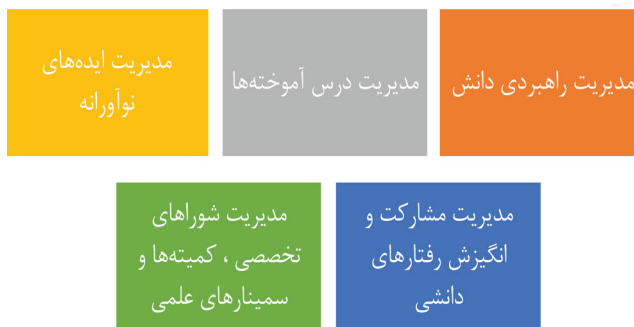 مدیریت راهبردی دانش
مدیریت درس آموخته‌ها
مدیریت ایده‌های
نوآورانه
مدیریت مشارکت و
انگیزش رفتارهای
دانشی
مدیریت شوراهای
تخصصی ، کمیته‌ها و
سمینارهای علمی